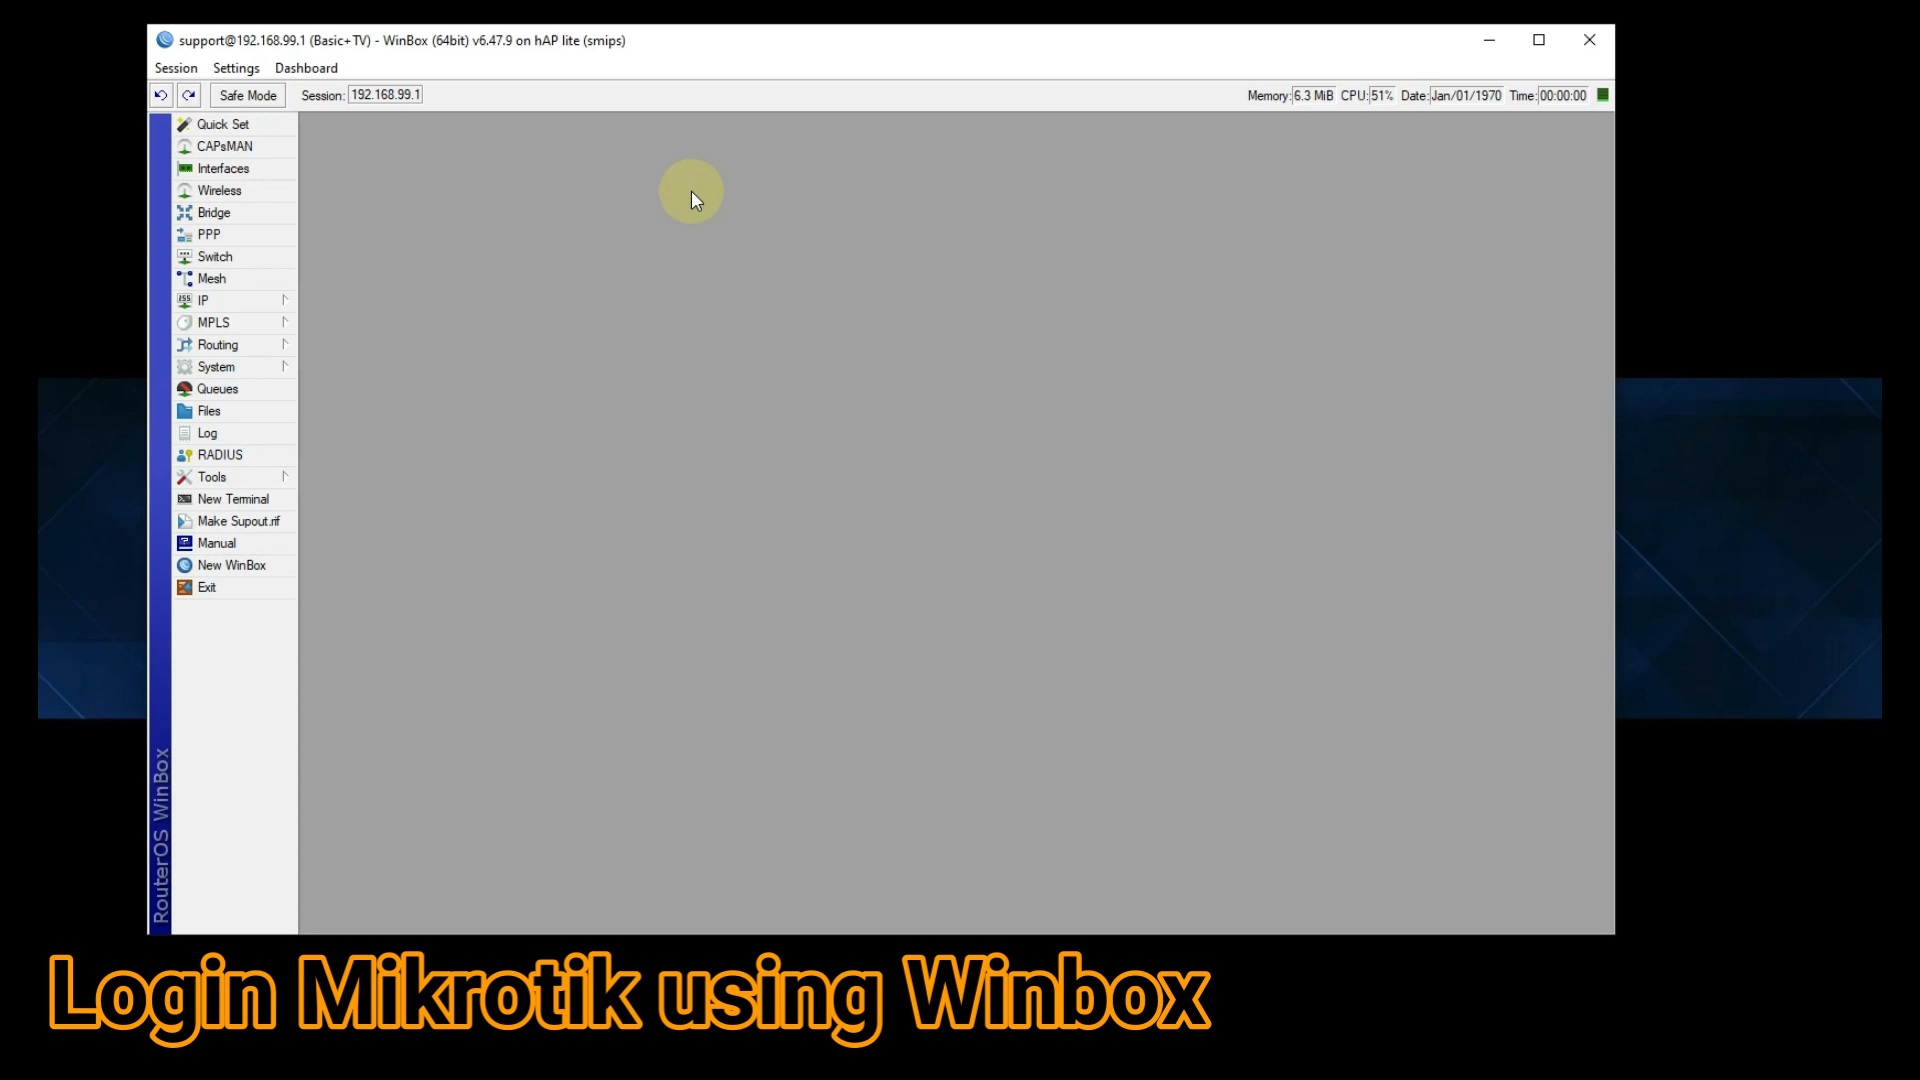 support@192.168.99.1 (Basic+TV) - WinBox (64bit) v6.47.9 on hAP lite (smips)
Session Settings Dashboard
Safe Mode Session: 192.168.99.1 Memory: 6.3 MiB CPU: 51% Date: Jan/01/1970 Time: 00:00:00
Quick Set
CAPsMAN
Interfaces
Wireless
Bridge
PPP
Switch
Mesh
IP
MPLS
Routing
System
Queues
Files
Log
RADIUS
Tools
New Terminal
Make Supout.rif
Manual
New WinBox
Exit
RouterOS WinBox
Login Mikrotik using Winbox